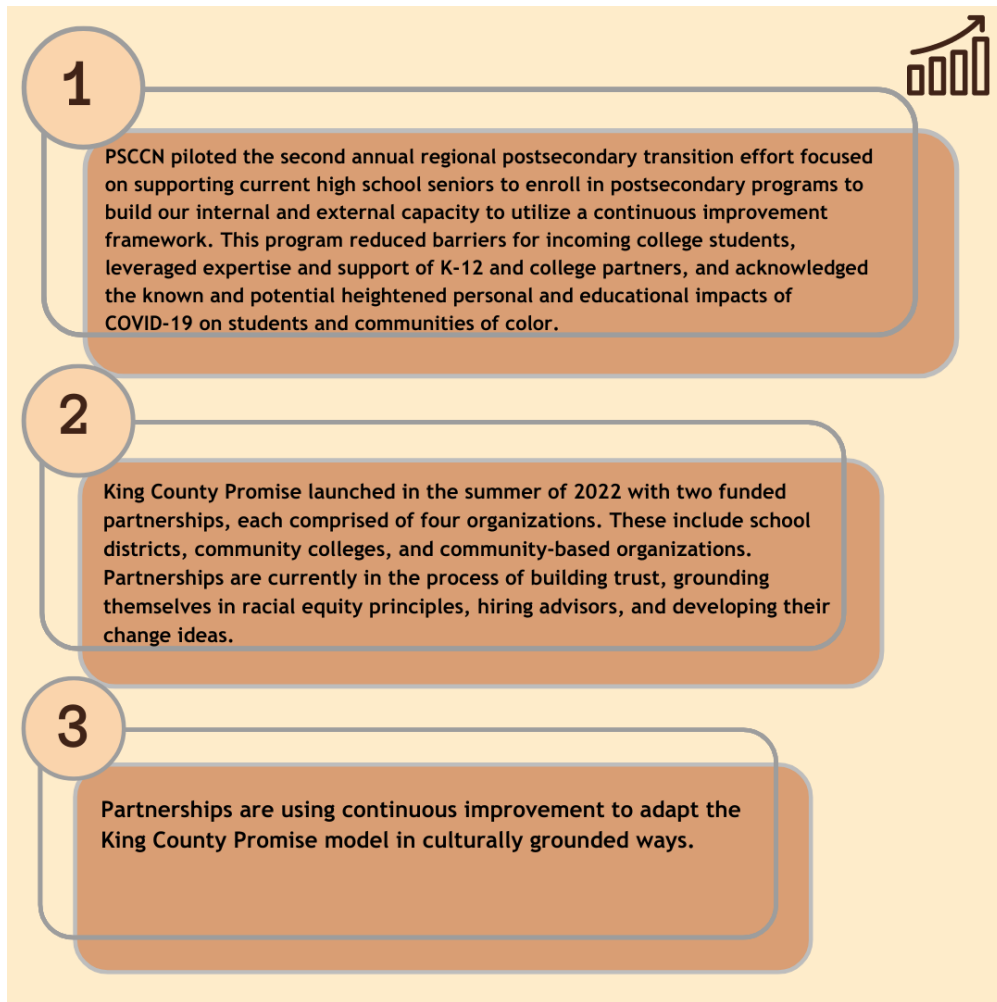 1
PSCCN piloted the second annual regional postsecondary transition effort focused
on supporting current high school seniors to enroll in postsecondary programs to
build our internal and external capacity to utilize a continuous improvement
framework. This program reduced barriers for incoming college students,
leveraged expertise and support of K-12 and college partners, and acknowledged
the known and potential heightened personal and educational impacts of
COVID-19 on students and communities of color.
2
King County Promise launched in the summer of 2022 with two funded
partnerships, each comprised of four organizations. These include school
districts, community colleges, and community-based organizations.
Partnerships are currently in the process of building trust, grounding
themselves in racial equity principles, hiring advisors, and developing their
change ideas.
3
Partnerships are using continuous improvement to adapt the
King County Promise model in culturally grounded ways.